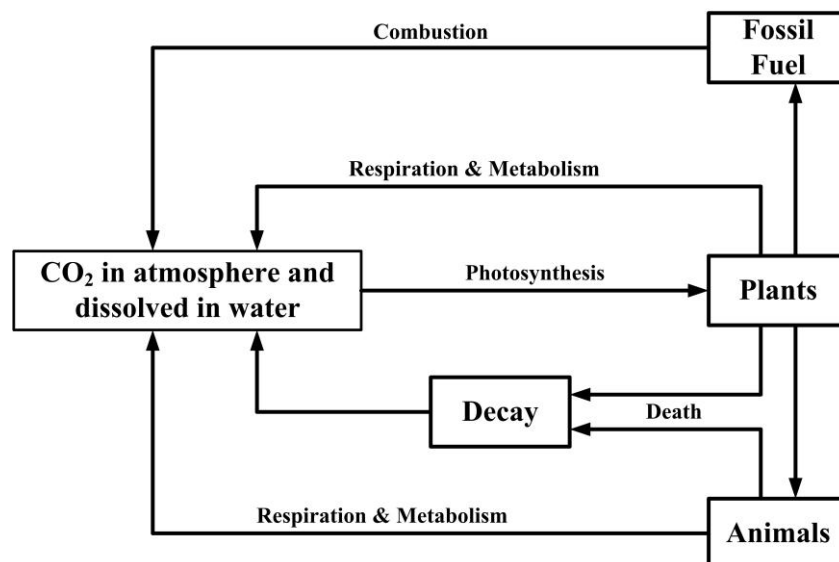 Combustion
Fossil
Fuel
Respiration & Metabolism
CO₂ in atmosphere and
dissolved in water
Photosynthesis
Plants
Decay
Death
Respiration & Metabolism
Animals